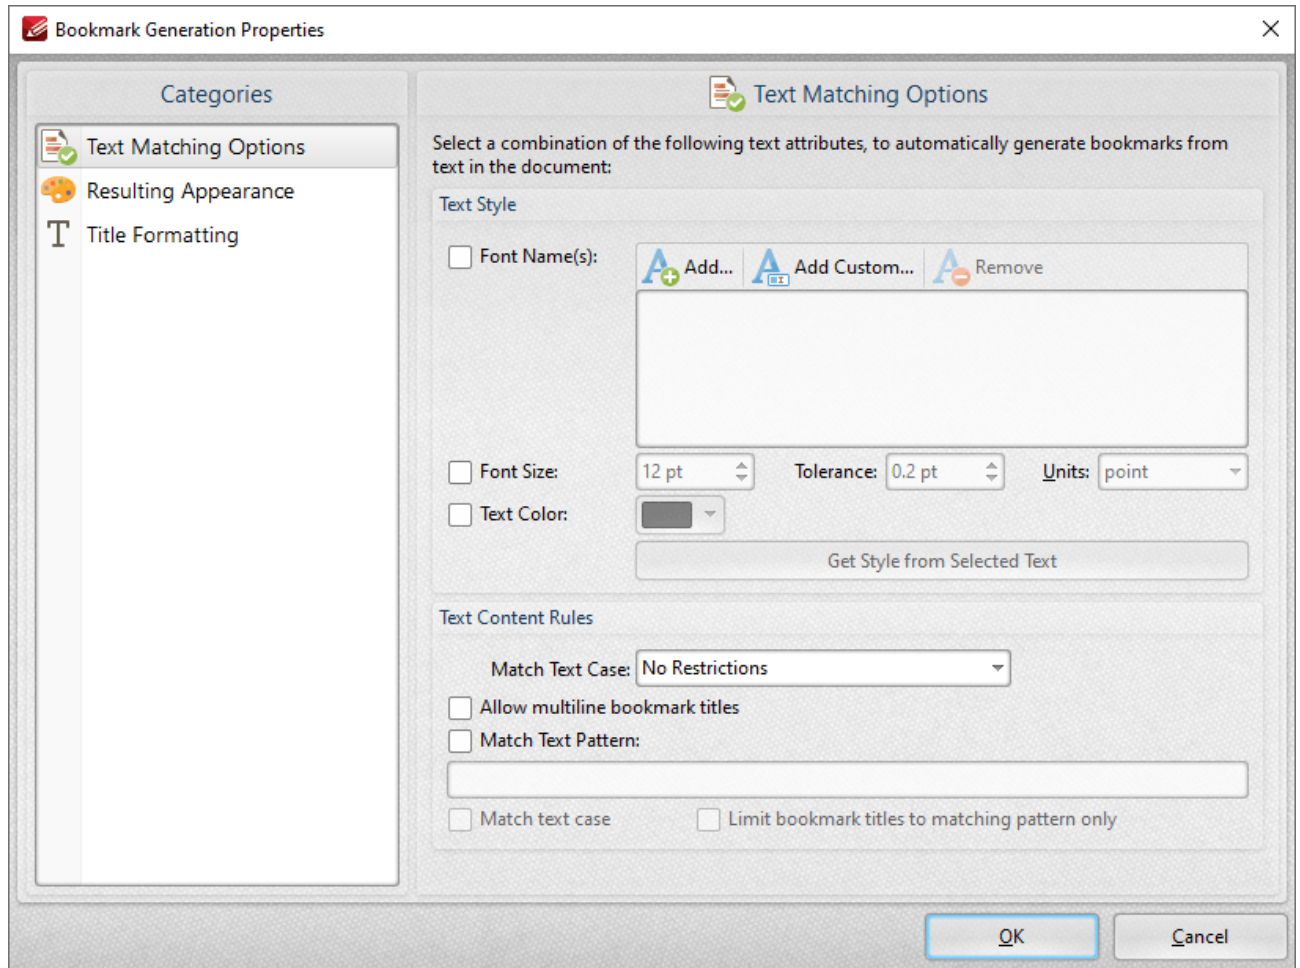 Bookmark Generation Properties
Categories
Text Matching Options
Resulting Appearance
Title Formatting
Text Matching Options
Select a combination of the following text attributes, to automatically generate bookmarks from
text in the document:
Text Style
Font Name(s):
Add...
Add Custom...
Remove
Font Size:
12 pt
Tolerance:
0.2 pt
Units:
point
Text Color:
Get Style from Selected Text
Text Content Rules
Match Text Case:
No Restrictions
Allow multiline bookmark titles
Match Text Pattern:
Match text case
Limit bookmark titles to matching pattern only
OK
Cancel